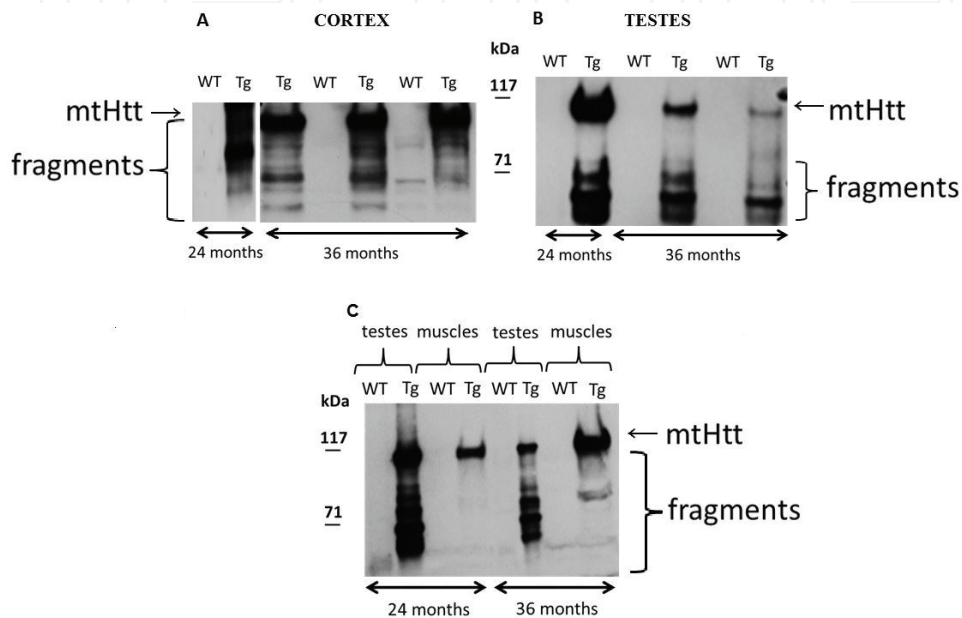 A CORTEX
WT Tg Tg WT Tg WT Tg
mtHtt
fragments
24 months 36 months
B TESTES
kDa
WT Tg WT Tg WT Tg
117
71
mtHtt
fragments
24 months 36 months
C
testes muscles testes muscles
WT Tg WT Tg WT Tg WT Tg
kDa
117
71
mtHtt
fragments
24 months 36 months